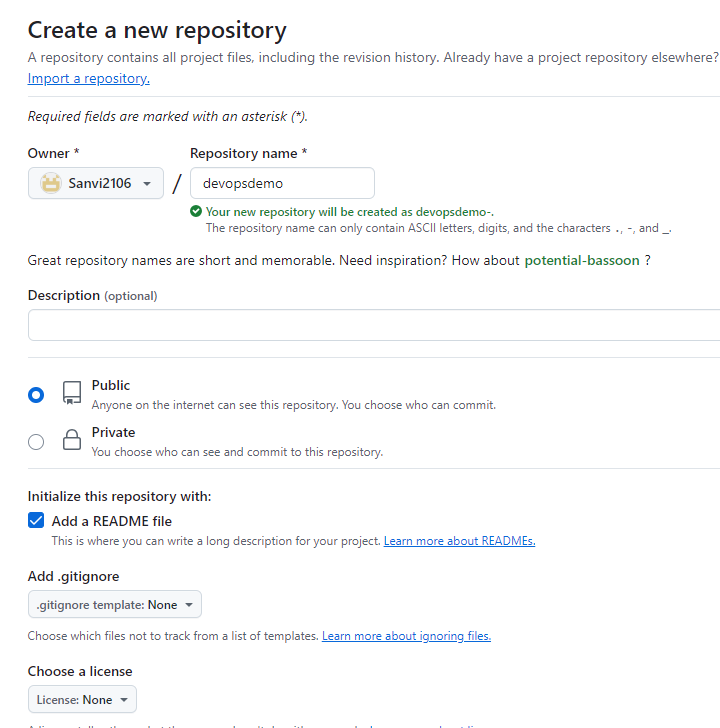 Create a new repository
A repository contains all project files, including the revision history. Already have a project repository elsewhere?
Import a repository.
Required fields are marked with an asterisk (*).
Owner * Repository name *
Sanvi2106 / devopsdemo
Your new repository will be created as devopsdemo-.
The repository name can only contain ASCII letters, digits, and the characters ., -, and _.
Great repository names are short and memorable. Need inspiration? How about potential-bassoon ?
Description (optional)
Public
Anyone on the internet can see this repository. You choose who can commit.
Private
You choose who can see and commit to this repository.
Initialize this repository with:
Add a README file
This is where you can write a long description for your project. Learn more about READMEs.
Add .gitignore
.gitignore template: None
Choose which files not to track from a list of templates. Learn more about ignoring files.
Choose a license
License: None